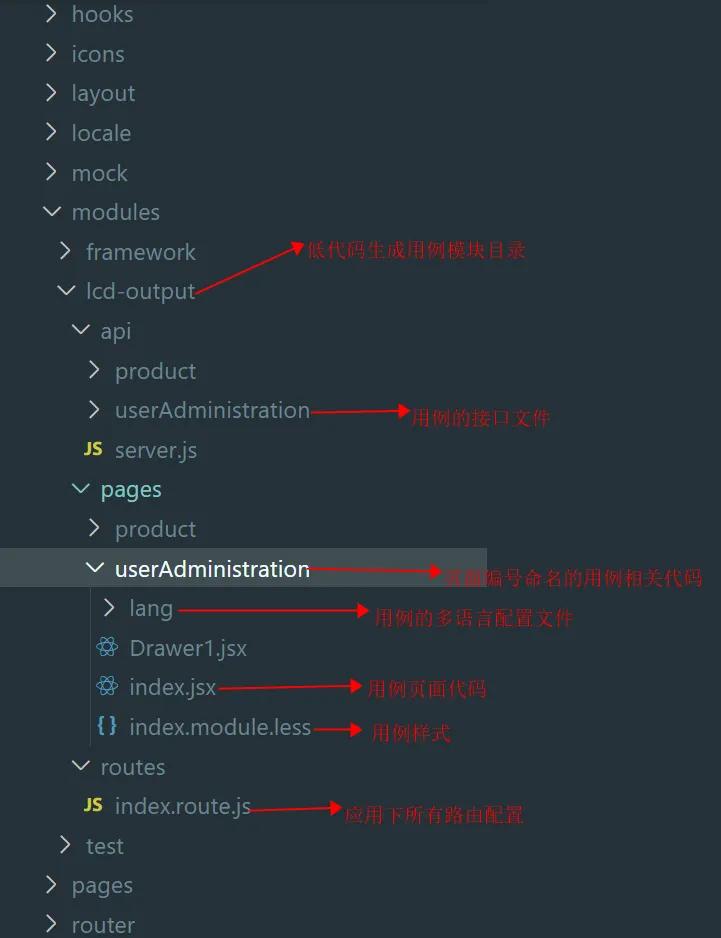 hooks
icons
layout
locale
mock
modules
framework
低代码生成用例模块目录
lcd-output
api
product
userAdministration
用例的接口文件
JS server.js
pages
product
userAdministration
编号命名的用例相关代码
lang
用例的多语言配置文件
Drawer1.jsx
index.jsx
用例页面代码
{ } index.module.less
用例样式
routes
JS index.route.js
应用下所有路由配置
test
pages
router